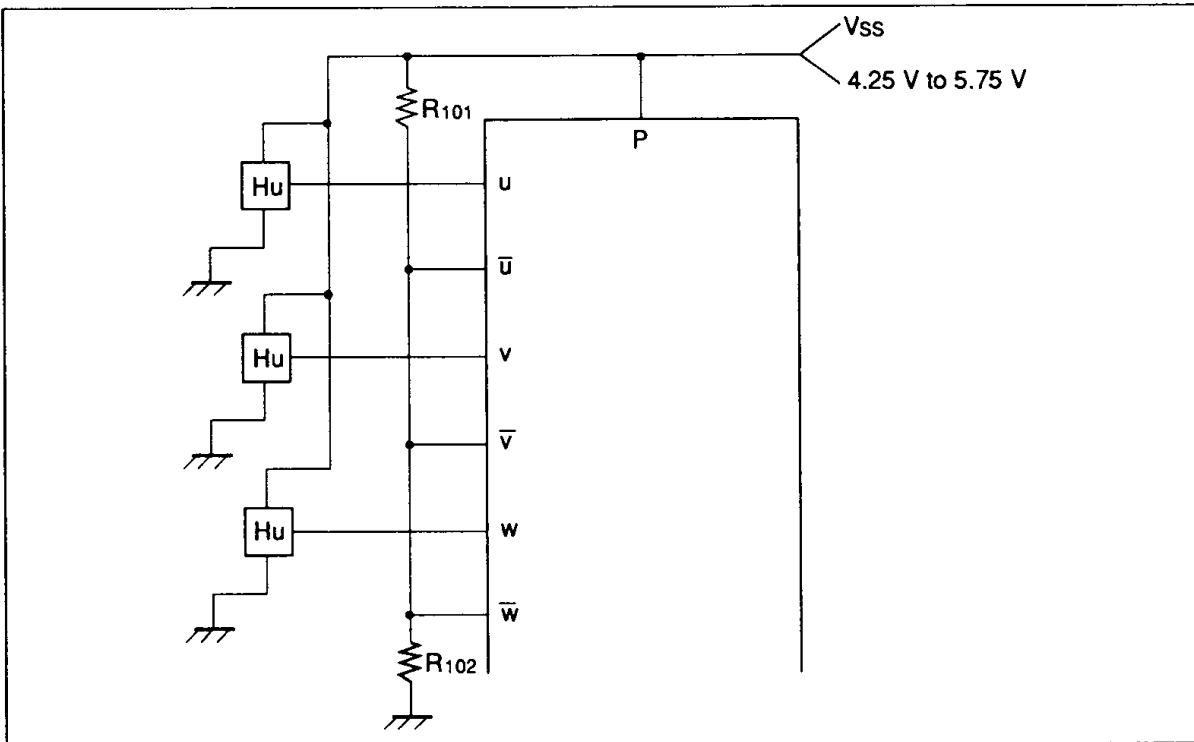 Vss
4.25 V to 5.75 V
R101
P
Hu
u
u̅
Hu
v
v̅
Hu
w
w̅
R102